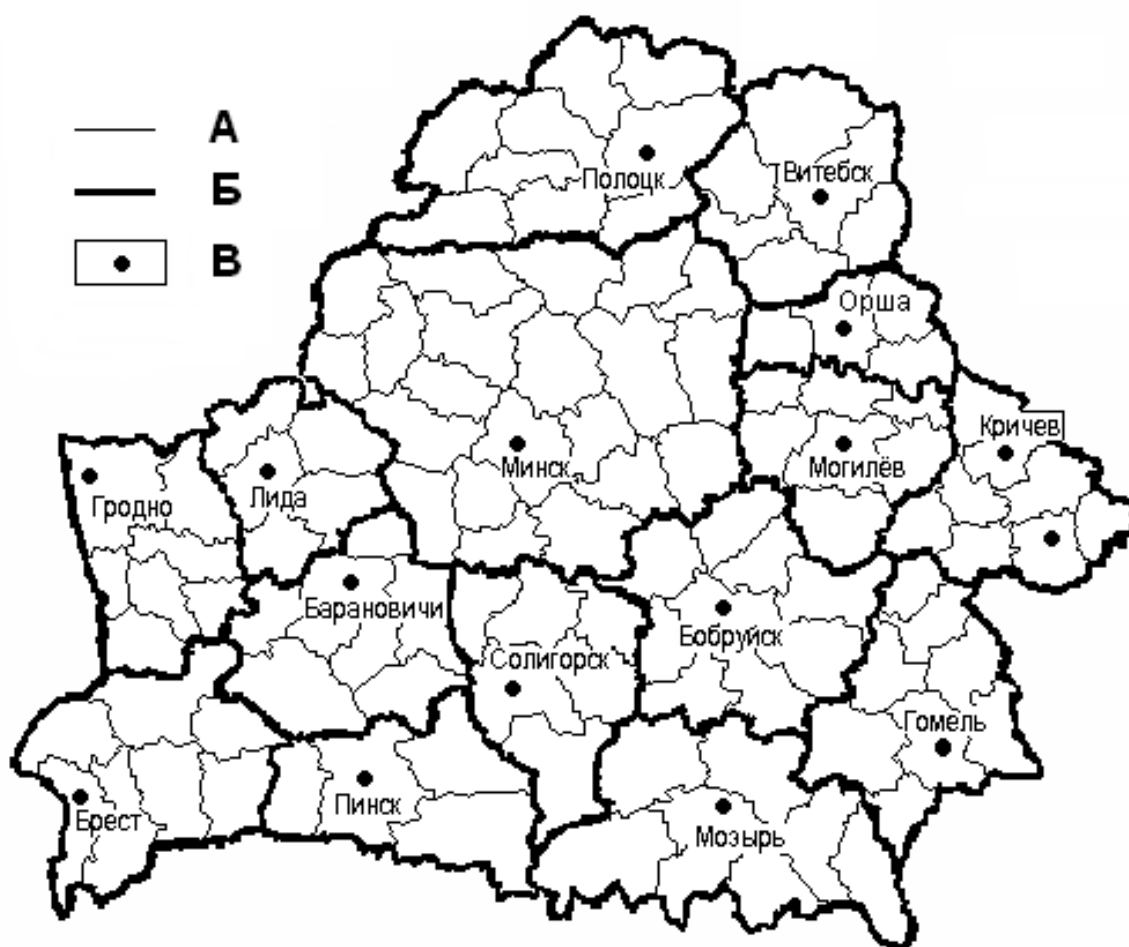 А
Б
В
Полоцк
Витебск
Орша
Кричев
Минск
Могилёв
Лида
Гродно
Барановичи
Бобруйск
Солигорск
Гомель
Пинск
Брест
Мозырь